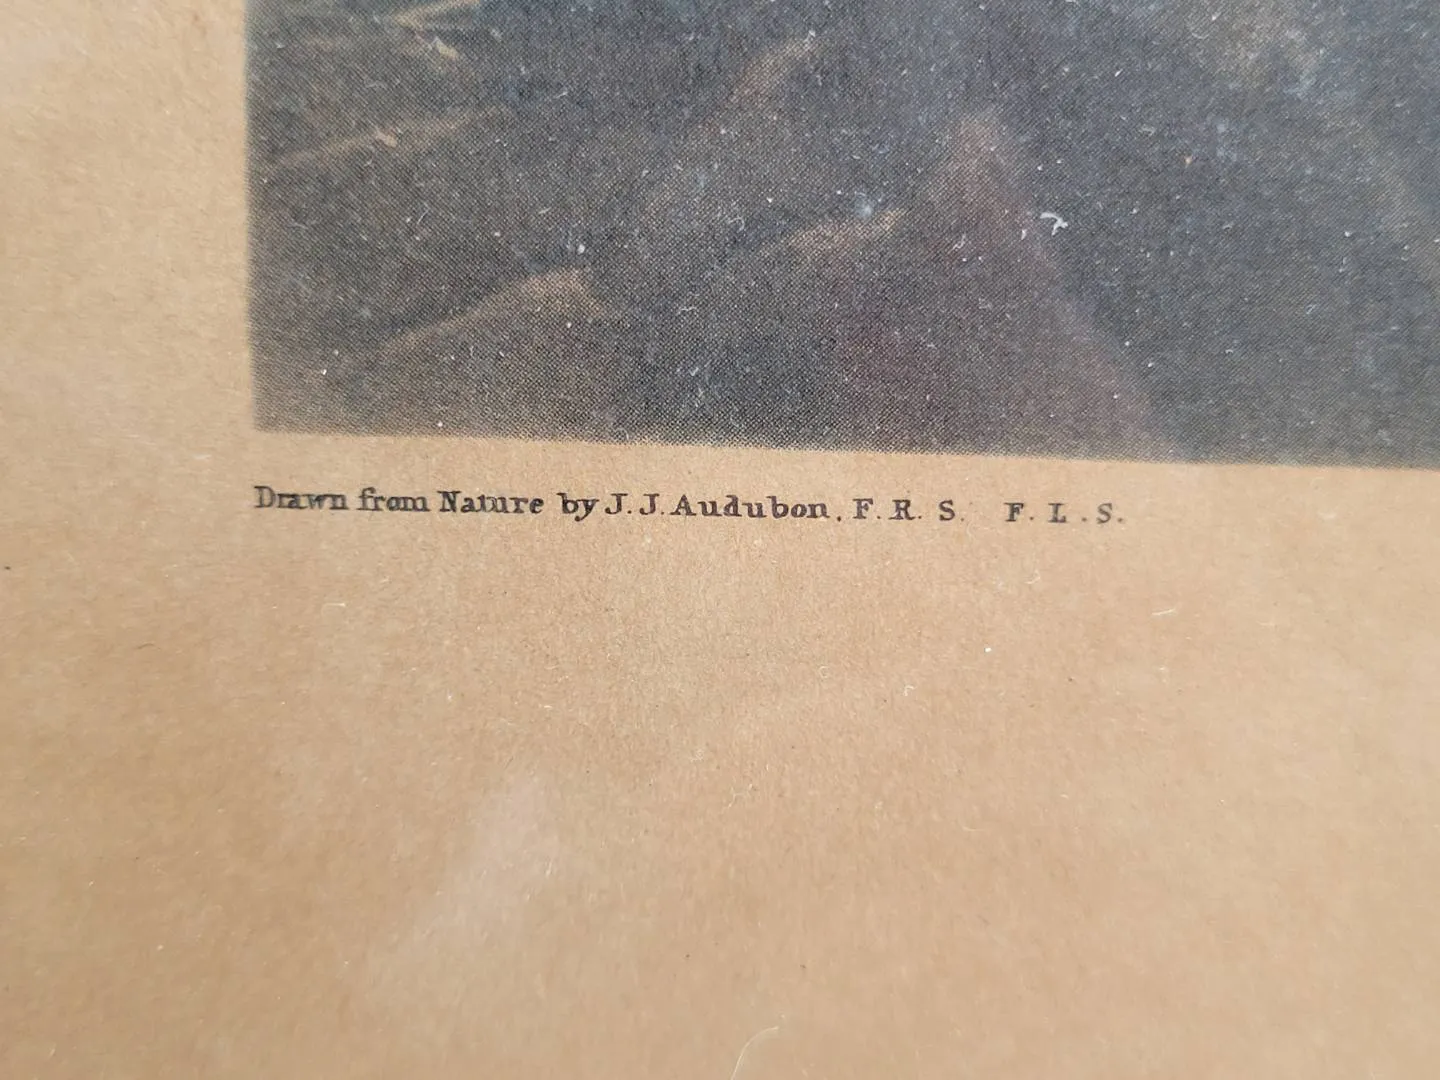 Drawn from Nature by J. J. Audubon. F. R. S. F. L. S.